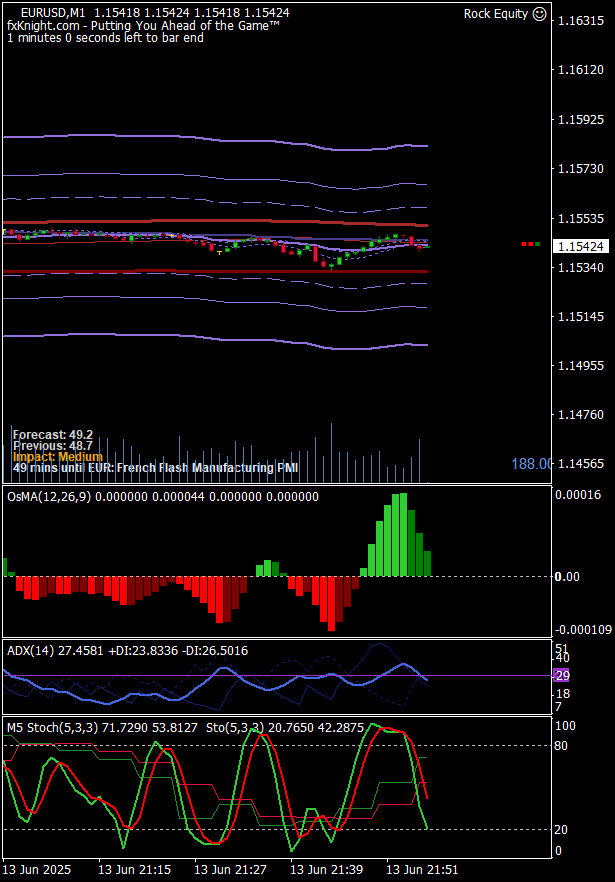 EURUSD,M1 1.15418 1.15424 1.15418 1.15424
Rock Equity ☺
fxKnight.com - Putting You Ahead of the Game™
1 minutes 0 seconds left to bar end
1.16315
1.16120
1.15925
1.15730
1.15535
1.15424
1.15340
1.15145
1.14955
1.14760
1.14565
Forecast: 49.2
Previous: 48.7
Impact: Medium
49 mins until EUR: French Flash Manufacturing PMI
188.00
OsMA(12,26,9) 0.000000 0.000044 0.000000 0.000000
0.00016
0.00
-0.000109
ADX(14) 27.4581 +DI:23.8336 -DI:26.5016
51
40
29
18
7
M5 Stoch(5,3,3) 71.7290 53.8127 Sto(5,3,3) 20.7650 42.2875
100
80
20
0
13 Jun 2025 13 Jun 21:15 13 Jun 21:27 13 Jun 21:39 13 Jun 21:51